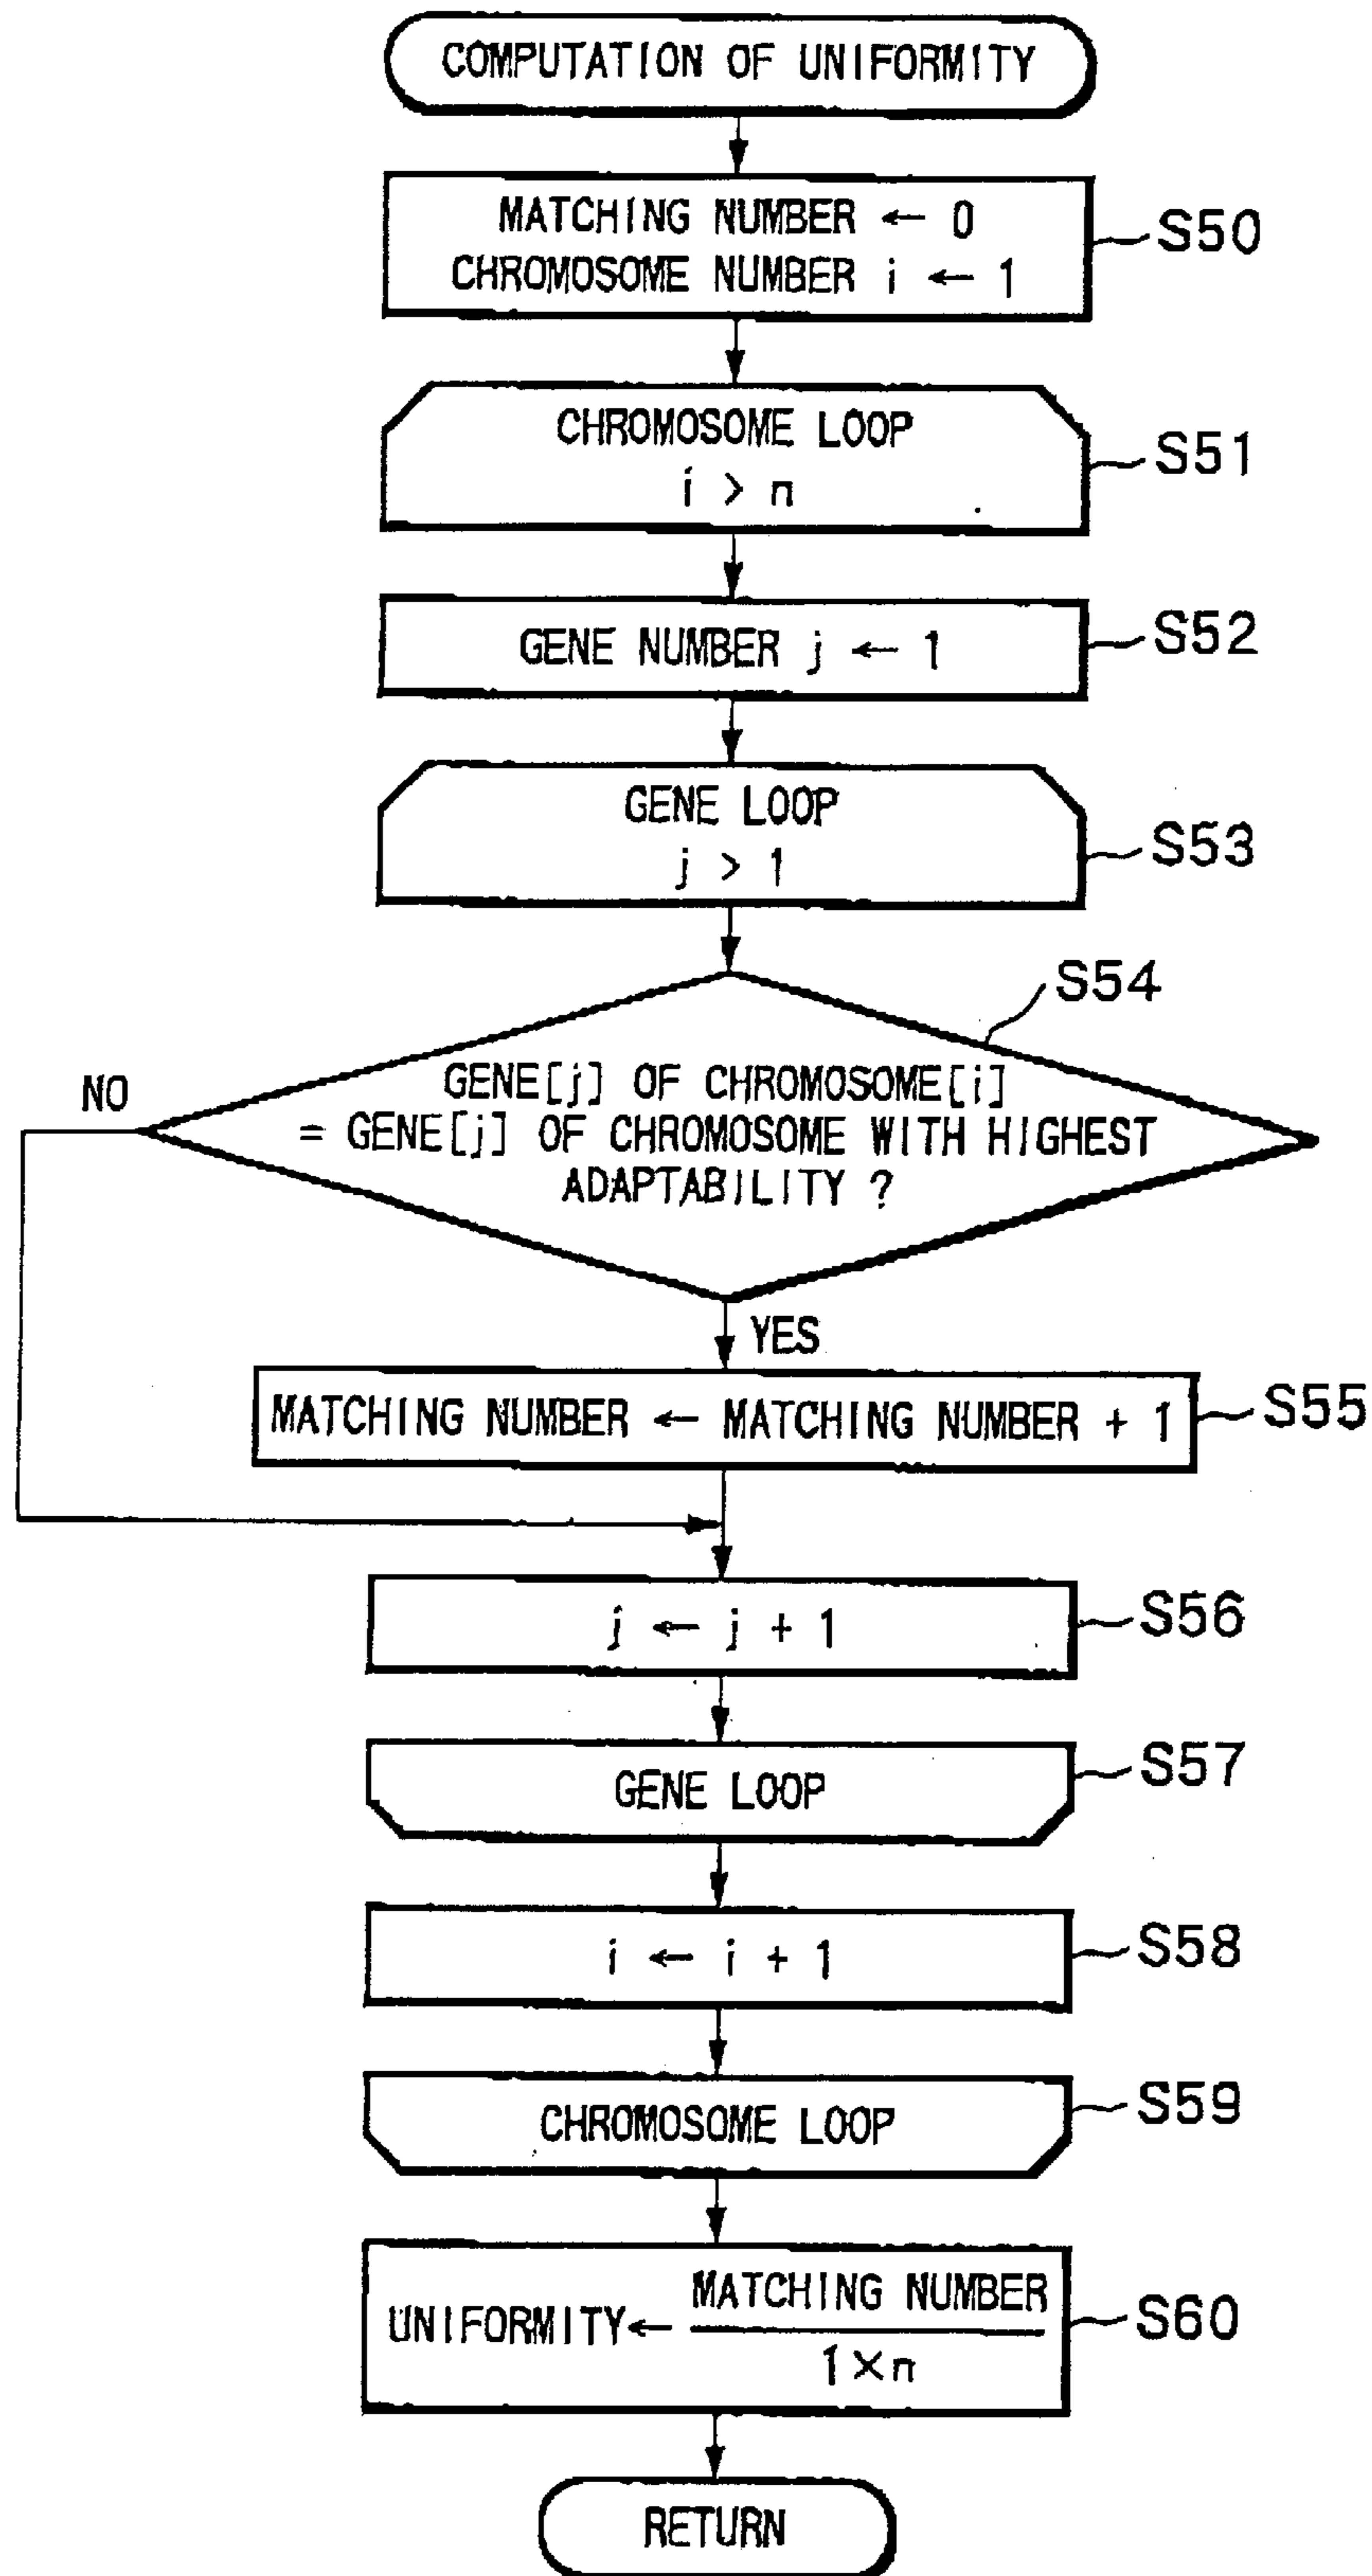 COMPUTATION OF UNIFORMITY
MATCHING NUMBER ← 0
CHROMOSOME NUMBER i ← 1
S50
CHROMOSOME LOOP
i > n
S51
GENE NUMBER j ← 1
S52
GENE LOOP
j > 1
S53
S54
NO
GENE[j] OF CHROMOSOME[i]
= GENE[j] OF CHROMOSOME WITH HIGHEST
ADAPTABILITY ?
YES
MATCHING NUMBER ← MATCHING NUMBER + 1
S55
j ← j + 1
S56
GENE LOOP
S57
i ← i + 1
S58
CHROMOSOME LOOP
S59
MATCHING NUMBER
UNIFORMITY←
1×n
S60
RETURN